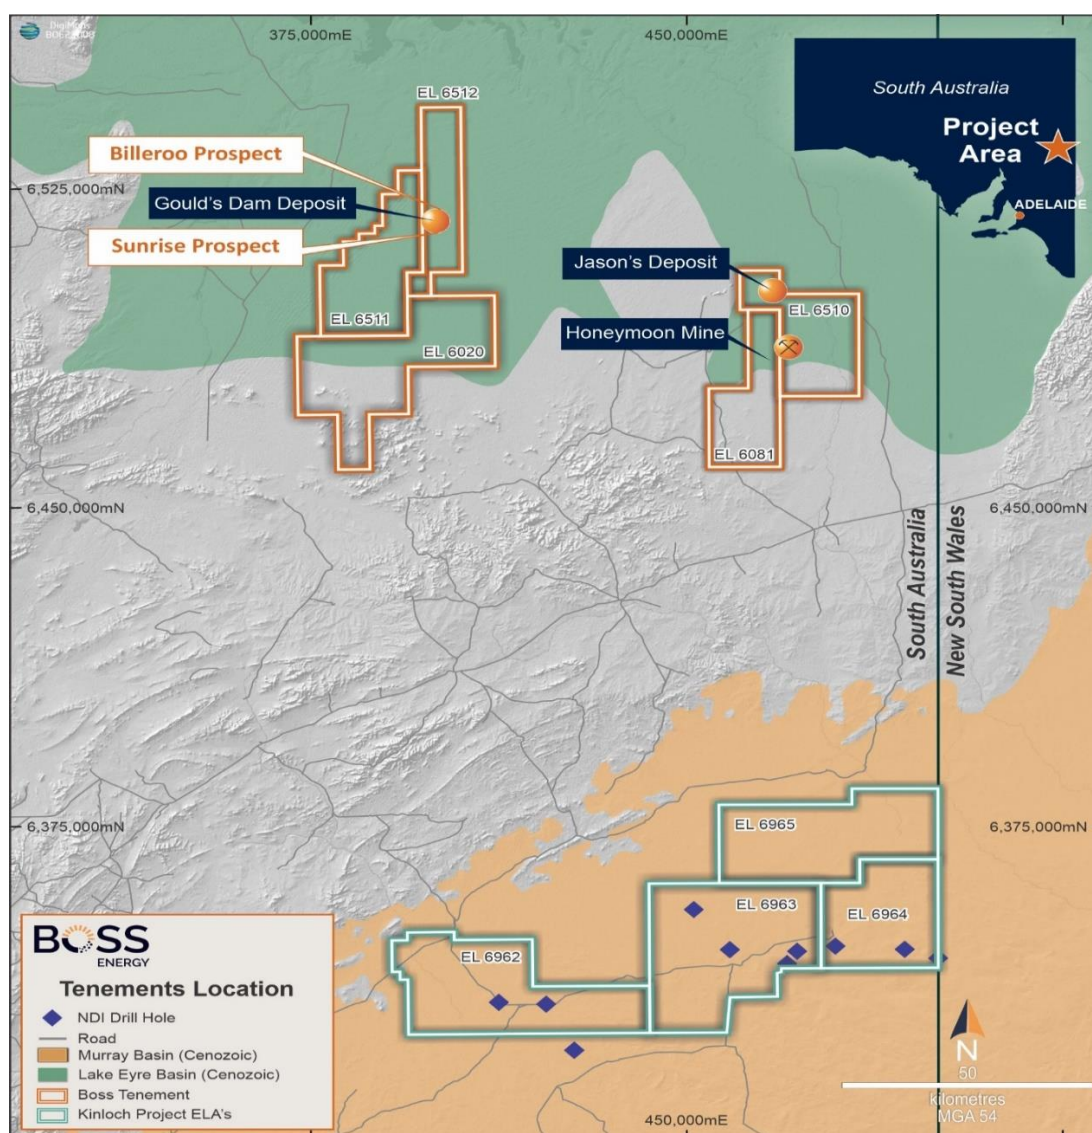 Dig Maps
375,000mE
450,000mE
South Australia
Project
Area
ADELAIDE
EL 6512
Billeroo Prospect
6,525,000mN
Gould's Dam Deposit
Sunrise Prospect
Jason's Deposit
EL 6510
Honeymoon Mine
EL 6511
EL 6020
EL 6081
6,450,000mN
6,450,000mN
South Australia
New South Wales
6,375,000mN
6,375,000mN
EL 6965
EL 6963
EL 6964
EL 6962
BOSS
ENERGY
Tenements Location
NDI Drill Hole
Road
Murray Basin (Cenozoic)
Lake Eyre Basin (Cenozoic)
Boss Tenement
Kinloch Project ELA's
N
50
kilometres
MGA 54
450,000mE